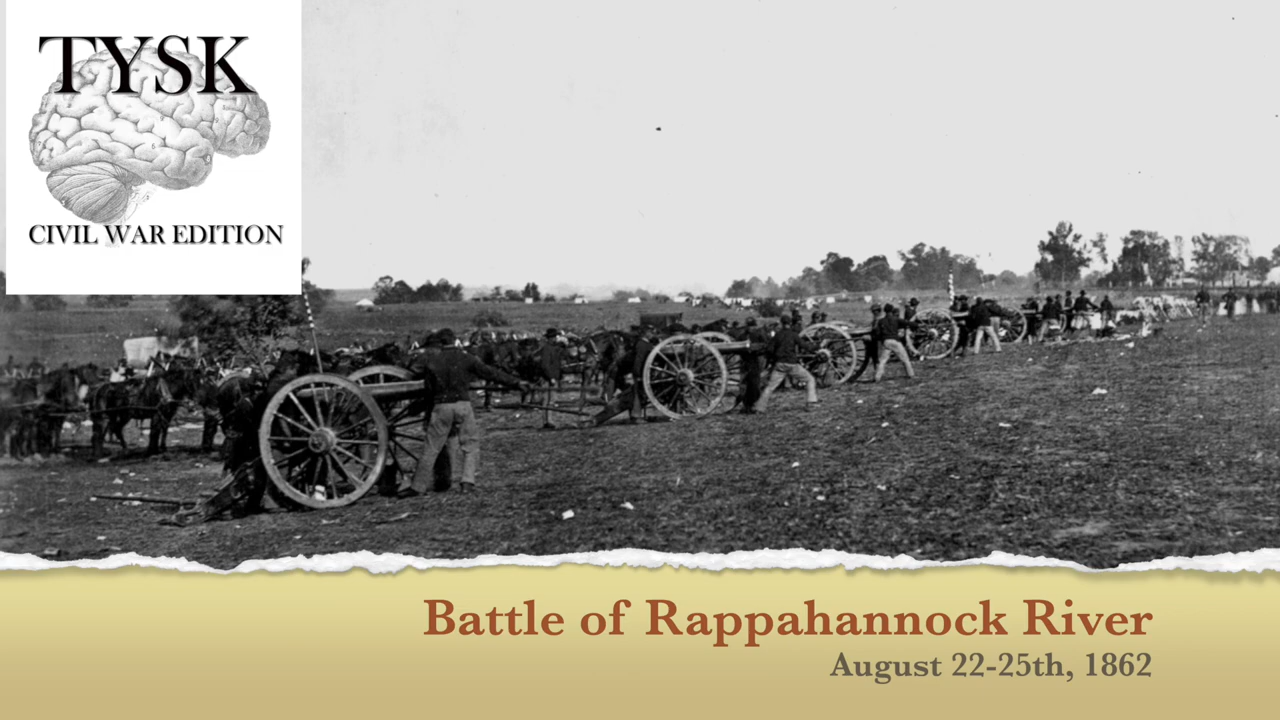 TYSK
CIVIL WAR EDITION
Battle of Rappahannock River
August 22-25th, 1862